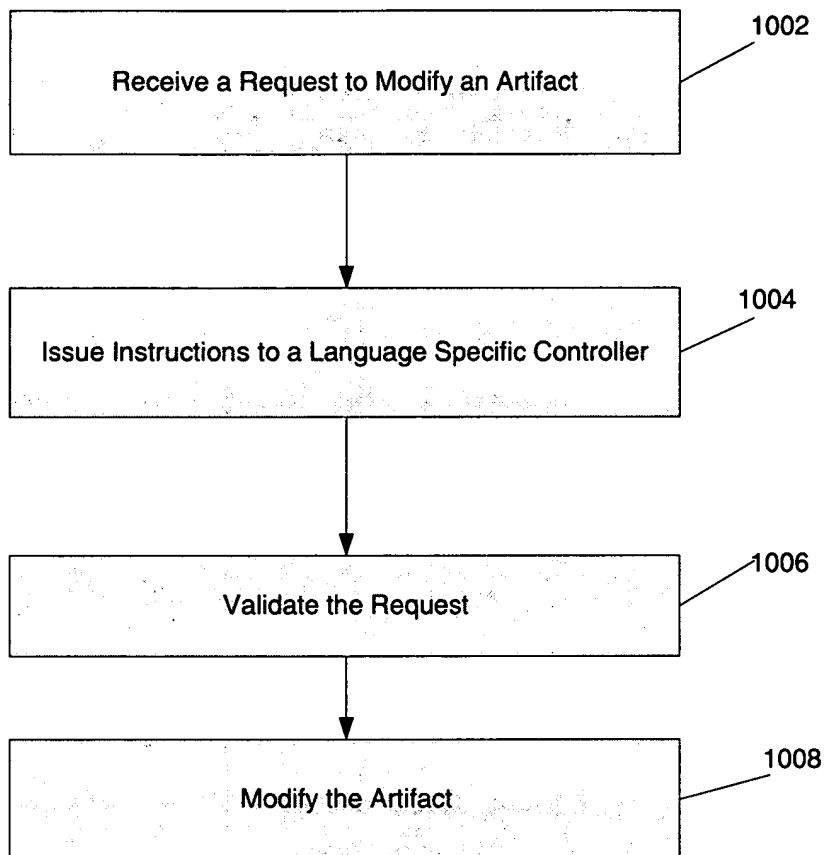 1002
Receive a Request to Modify an Artifact
1004
Issue Instructions to a Language Specific Controller
1006
Validate the Request
1008
Modify the Artifact